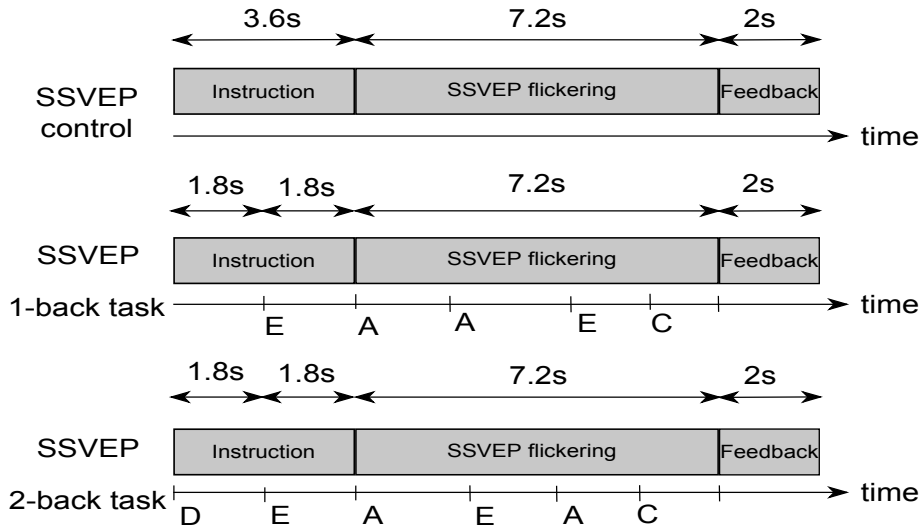 3.6s 7.2s 2s
Instruction SSVEP flickering Feedback
SSVEP
control
time
1.8s 1.8s 7.2s 2s
Instruction SSVEP flickering Feedback
SSVEP
1-back task
time
E A A E C
1.8s 1.8s 7.2s 2s
Instruction SSVEP flickering Feedback
SSVEP
2-back task
time
D E A E A C